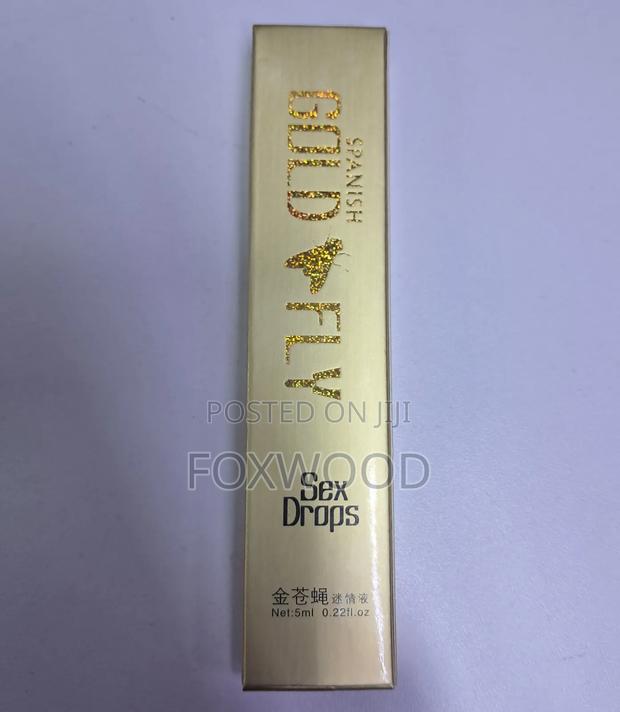 SPANISH
GOLD FLY
POSTED ON JIJI
FOXWOOD
Sex
Drops
金苍蝇 迷情液
Net:5ml 0.22fl.oz